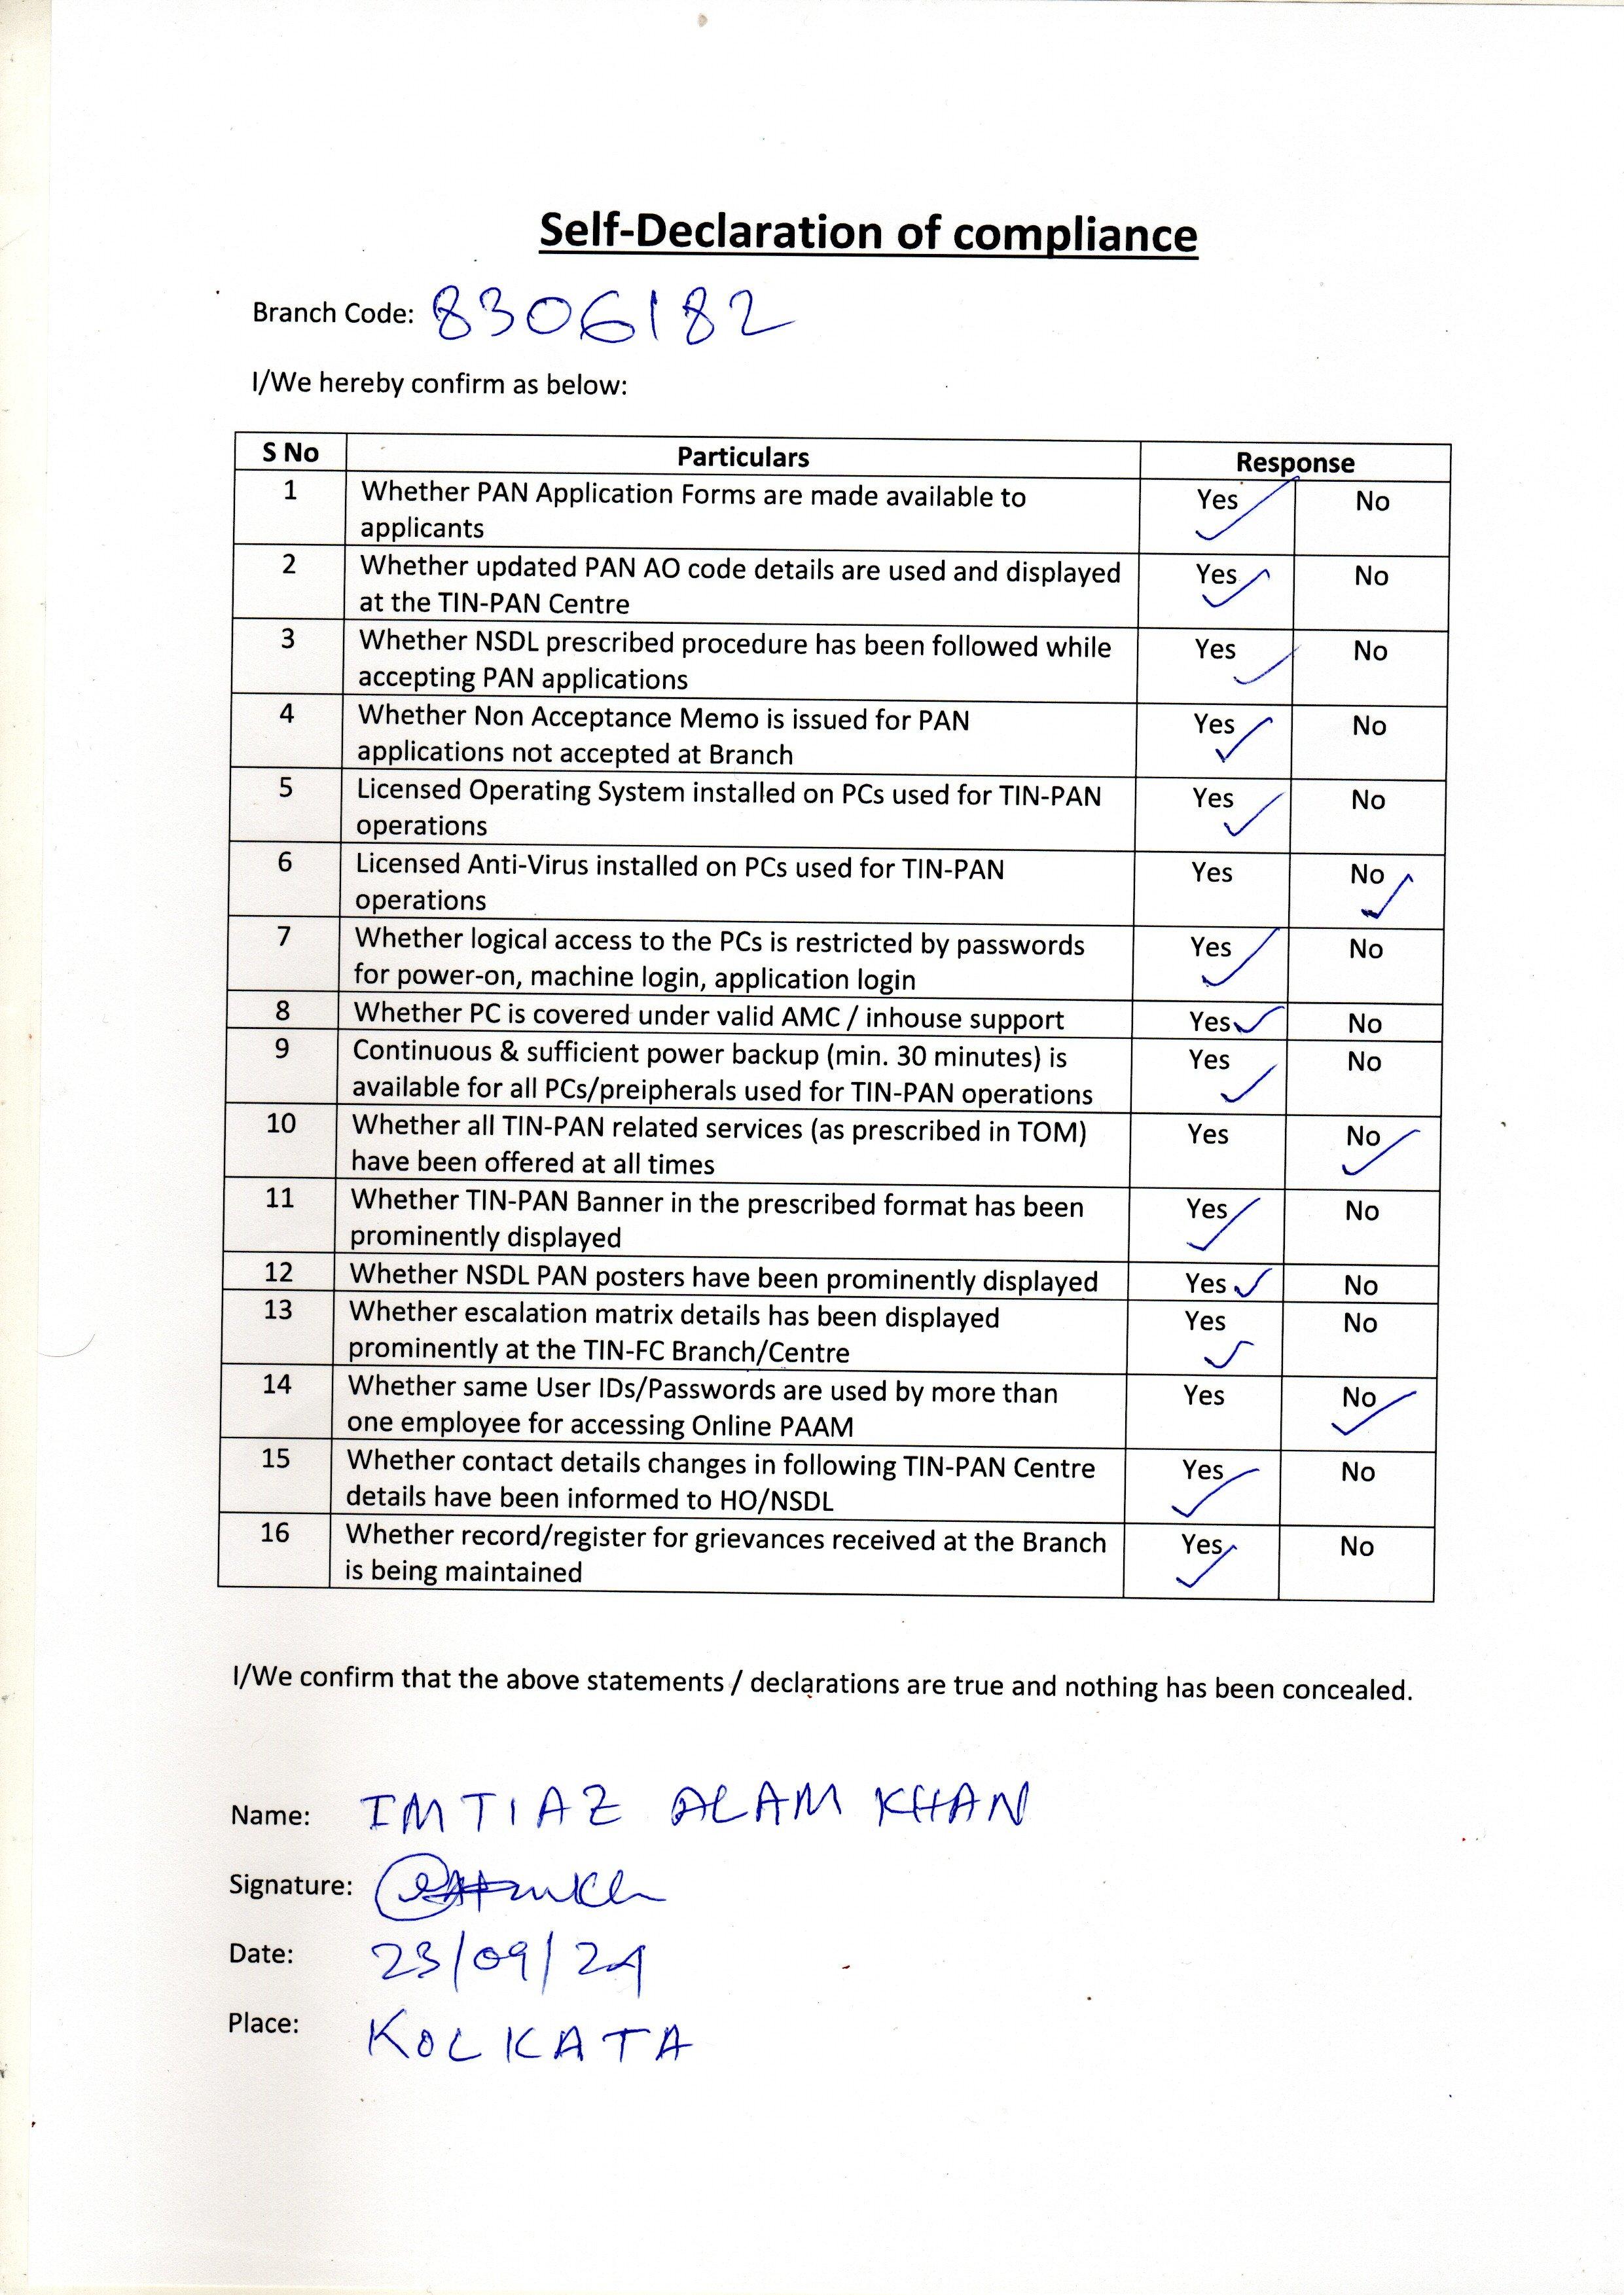 Self-Declaration of compliance
Branch Code: 8306182
I/We hereby confirm as below:
S No Particulars Response
1 Whether PAN Application Forms are made available to Yes No
applicants
2 Whether updated PAN AO code details are used and displayed Yes No
at the TIN-PAN Centre
3 Whether NSDL prescribed procedure has been followed while Yes No
accepting PAN applications
4 Whether Non Acceptance Memo is issued for PAN Yes No
applications not accepted at Branch
5 Licensed Operating System installed on PCs used for TIN-PAN Yes No
operations
6 Licensed Anti-Virus installed on PCs used for TIN-PAN Yes No
operations
7 Whether logical access to the PCs is restricted by passwords Yes No
for power-on, machine login, application login
8 Whether PC is covered under valid AMC / inhouse support Yes No
9 Continuous & sufficient power backup (min. 30 minutes) is Yes No
available for all PCs/preipherals used for TIN-PAN operations
10 Whether all TIN-PAN related services (as prescribed in TOM) Yes No
have been offered at all times
11 Whether TIN-PAN Banner in the prescribed format has been Yes No
prominently displayed
12 Whether NSDL PAN posters have been prominently displayed Yes No
13 Whether escalation matrix details has been displayed Yes No
prominently at the TIN-FC Branch/Centre
14 Whether same User IDs/Passwords are used by more than Yes No
one employee for accessing Online PAAM
15 Whether contact details changes in following TIN-PAN Centre Yes No
details have been informed to HO/NSDL
16 Whether record/register for grievances received at the Branch Yes No
is being maintained
I/We confirm that the above statements / declarations are true and nothing has been concealed.
Name: IMTIAZ ALAM KHAN
Signature:
Date: 23/09/24
Place: KOLKATA